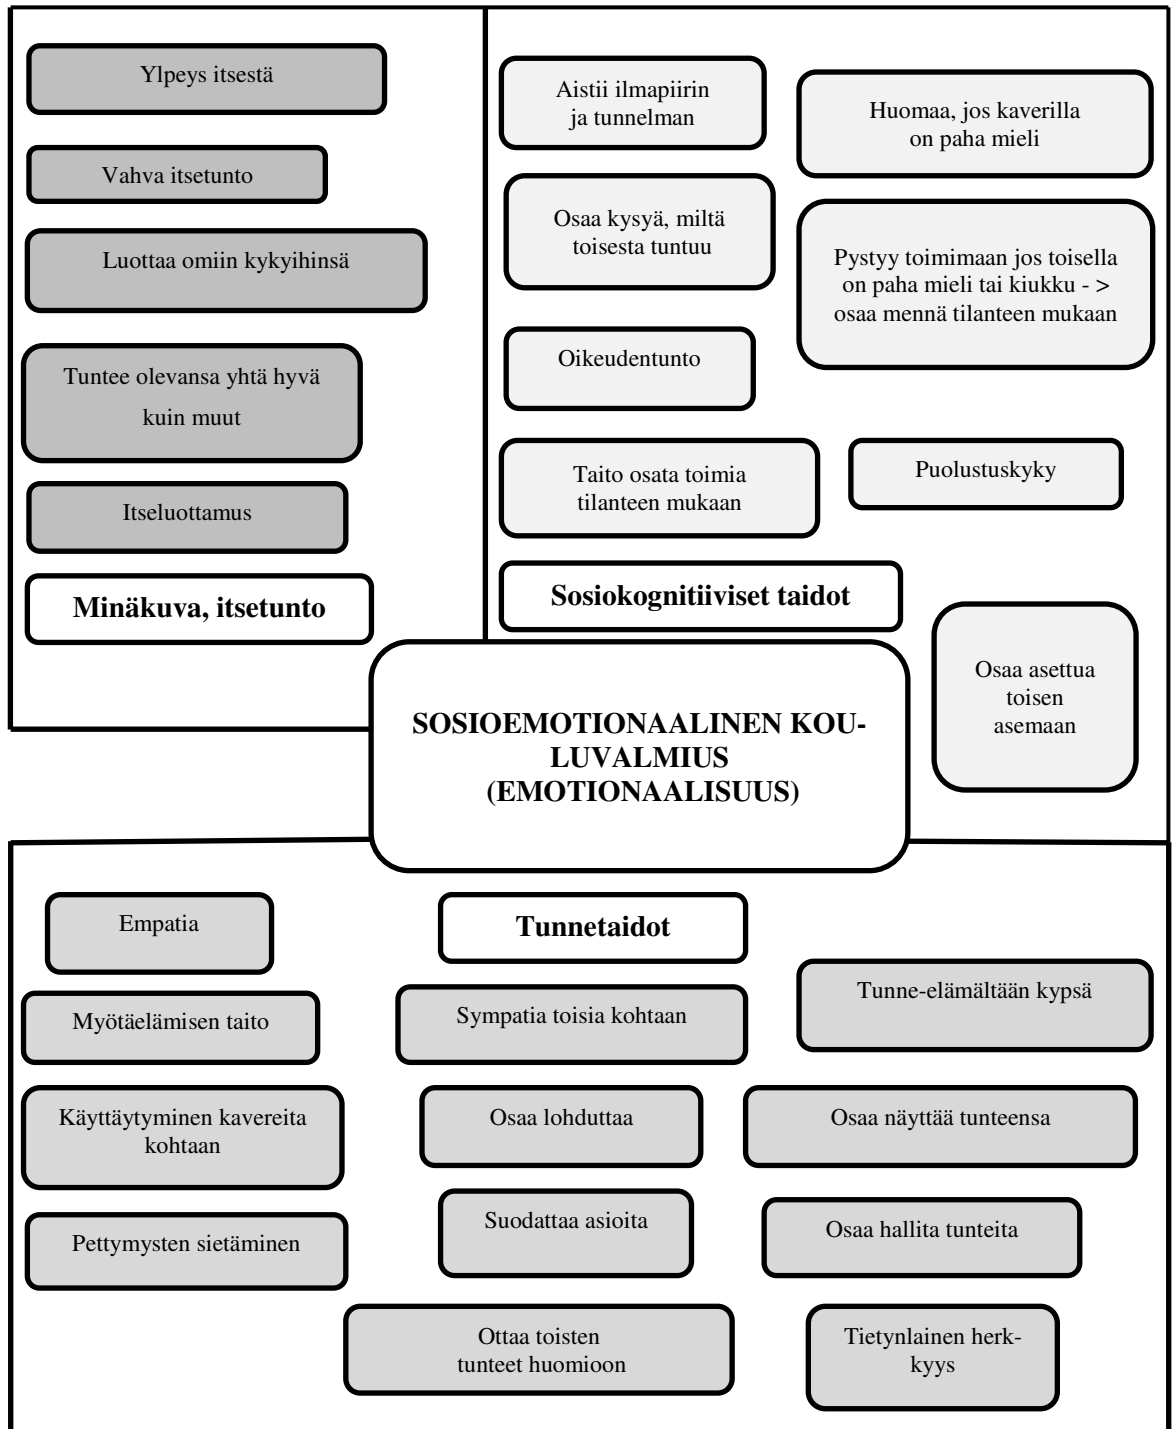 Ylpeys itsestä
Vahva itsetunto
Luottaa omiin kykyihinsä
Tuntee olevansa yhtä hyvä
kuin muut
Itseluottamus
Minäkuva, itsetunto
Aistii ilmapiirin
ja tunnelman
Huomaa, jos kaverilla
on paha mieli
Osaa kysyä, miltä
toisesta tuntuu
Pystyy toimimaan jos toisella
on paha mieli tai kiukku - >
osaa mennä tilanteen mukaan
Oikeudentunto
Taito osata toimia
tilanteen mukaan
Puolustuskyky
Sosiokognitiiviset taidot
Osaa asettua
toisen
asemaan
SOSIOEMOTIONAALINEN KOU-
LUVALMIUS
(EMOTIONAALISUUS)
Empatia
Tunnetaidot
Tunne-elämältään kypsä
Myötäelämisen taito
Sympatia toisia kohtaan
Käyttäytyminen kavereita
kohtaan
Osaa lohduttaa
Osaa näyttää tunteensa
Pettymysten sietäminen
Suodattaa asioita
Osaa hallita tunteita
Ottaa toisten
tunteet huomioon
Tietynlainen herk-
kyys